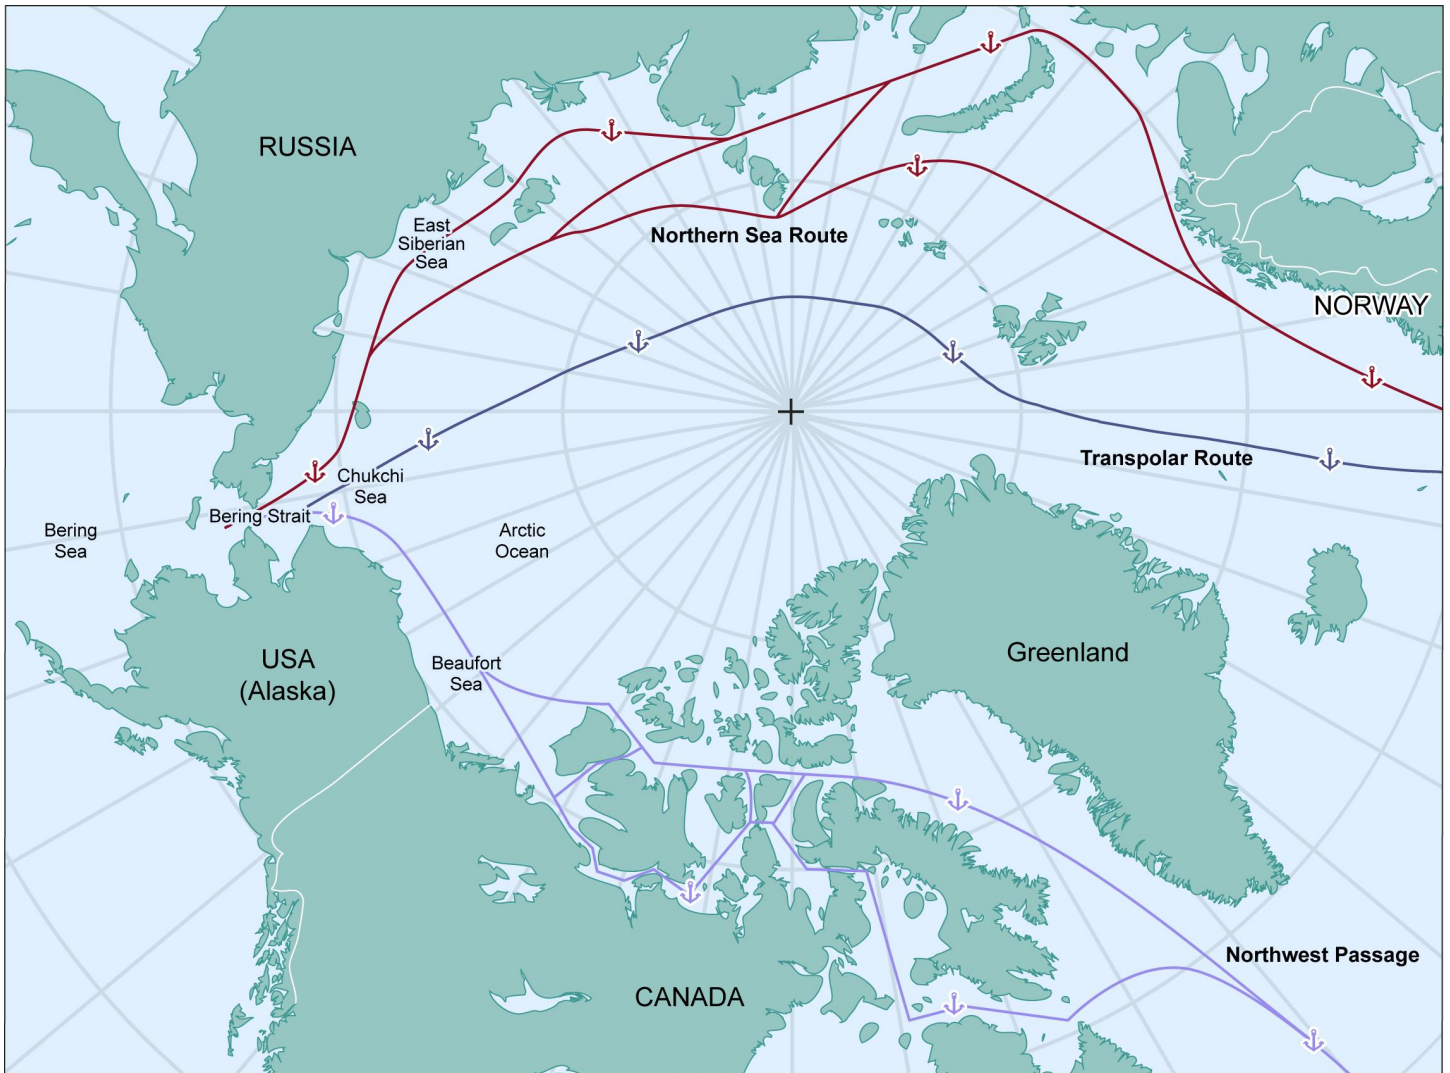 RUSSIA
East
Siberian
Sea
Northern Sea Route
NORWAY
Transpolar Route
Chukchi
Sea
Bering Strait
Bering
Sea
Arctic
Ocean
USA
(Alaska)
Beaufort
Sea
Greenland
Northwest Passage
CANADA